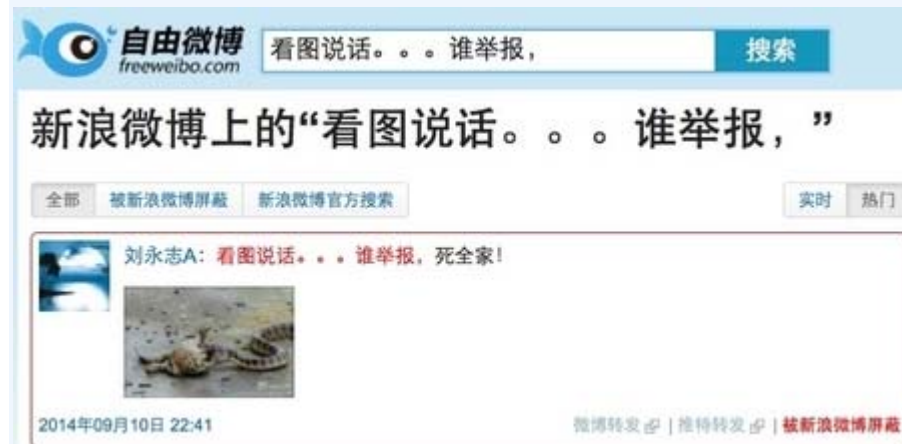 自由微博
freeweibo.com
看图说话。。。谁举报，
搜索
新浪微博上的“看图说话。。。谁举报，”
全部 被新浪微博屏蔽 新浪微博官方搜索 实时 热门
刘永志A：看图说话。。。谁举报，死全家！
2014年09月10日 22:41 微博转发 | 推特转发 | 被新浪微博屏蔽